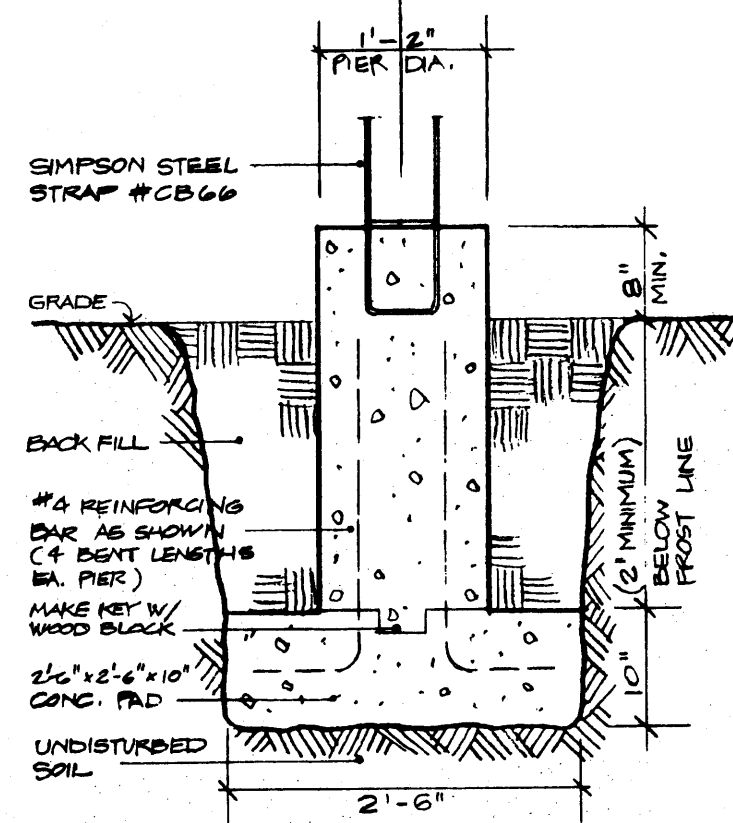 1'-2"
PIER DIA.
SIMPSON STEEL
STRAP #CB66
8"
MIN.
GRADE
BACK FILL
(2' MINIMUM)
BELOW
FROST LINE
#4 REINFORCING
BAR AS SHOWN
(4 BENT LENGTHS
EA. PIER)
MAKE KEY W/
WOOD BLOCK
2'-6" x 2'-6" x 10"
CONC. PAD
10"
UNDISTURBED
SOIL
2'-6"